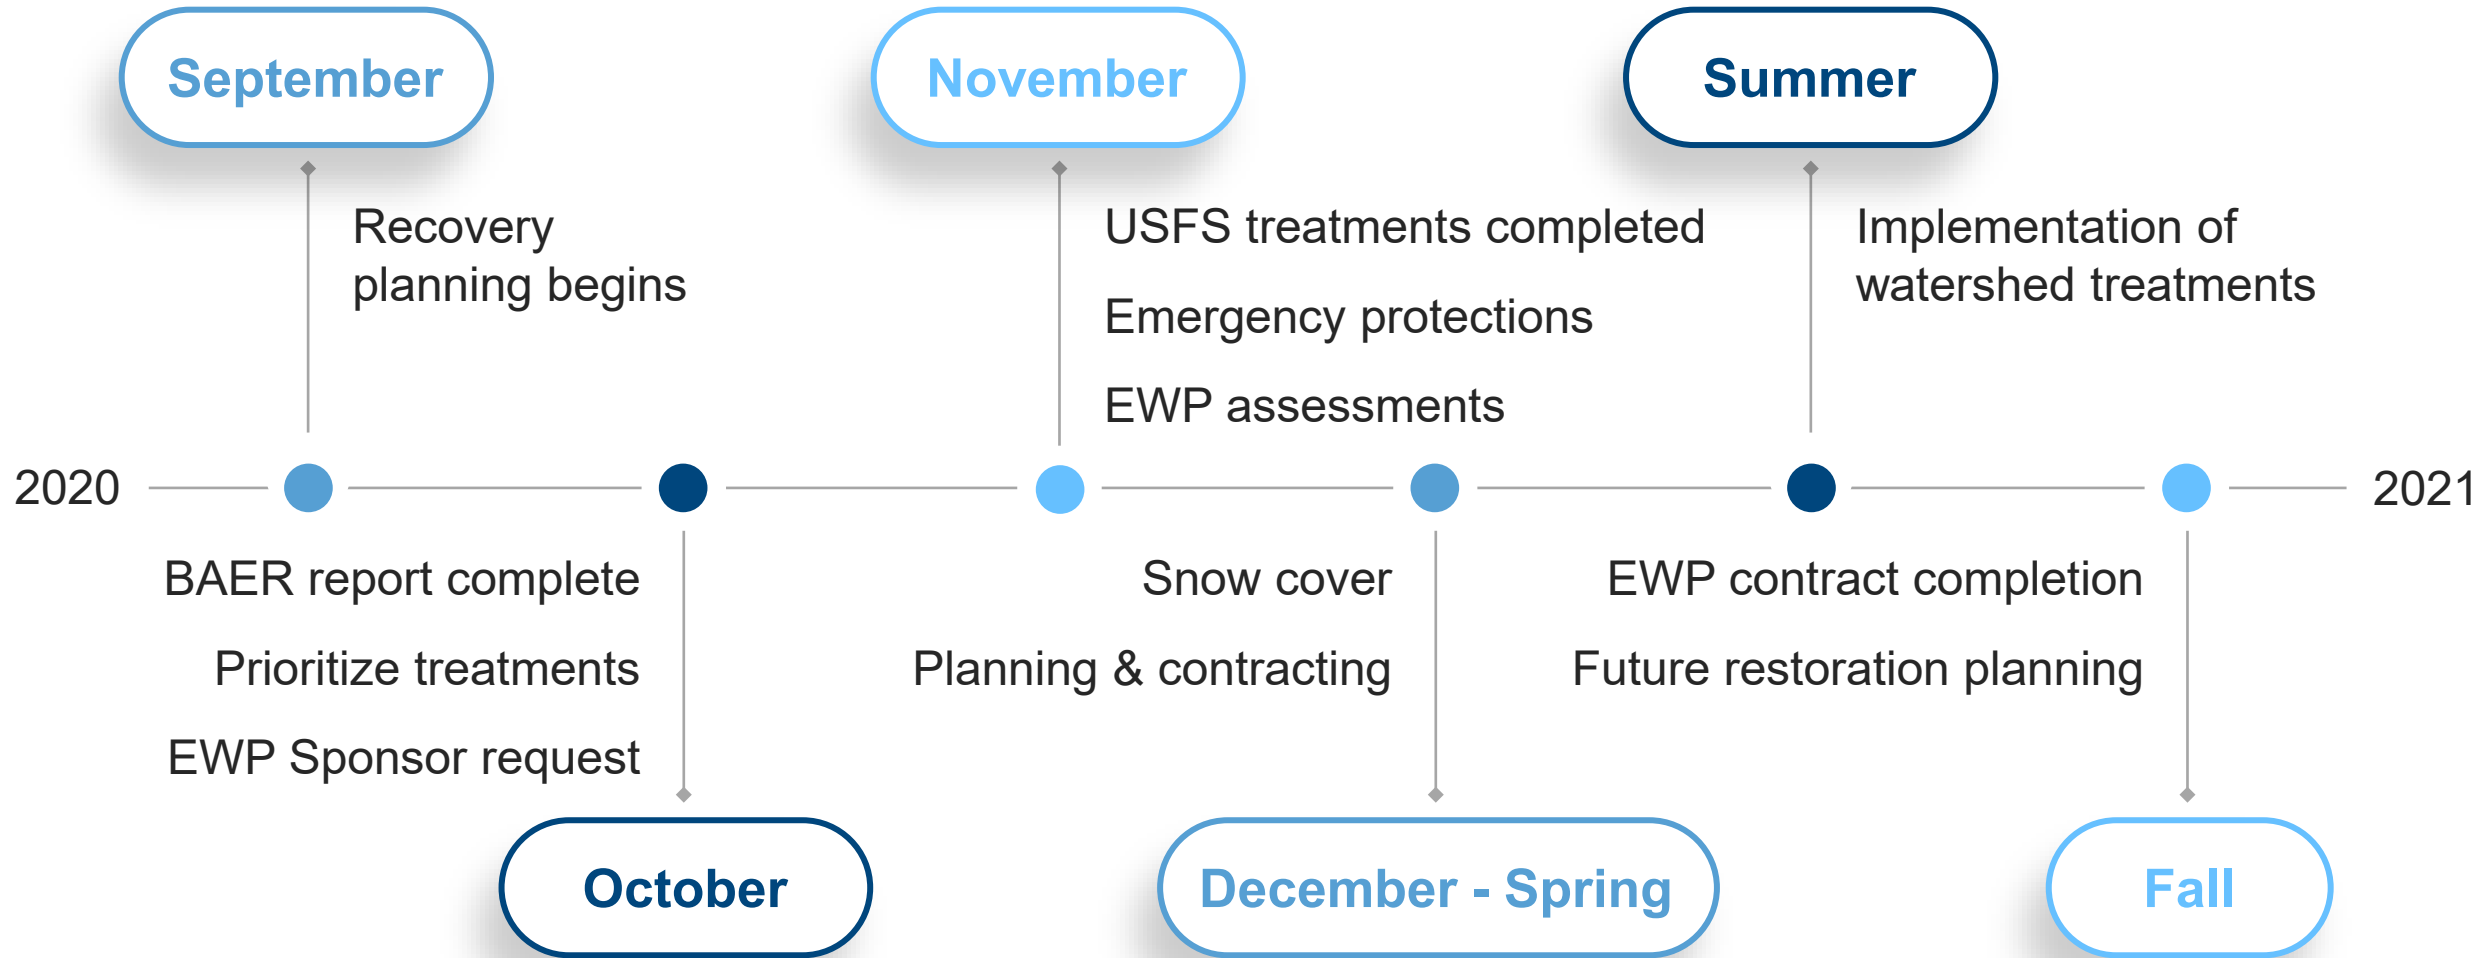 September
November
Summer
Recovery
planning begins
USFS treatments completed
Emergency protections
EWP assessments
Implementation of
watershed treatments
2020
2021
BAER report complete
Prioritize treatments
EWP Sponsor request
Snow cover
Planning & contracting
EWP contract completion
Future restoration planning
October
December - Spring
Fall